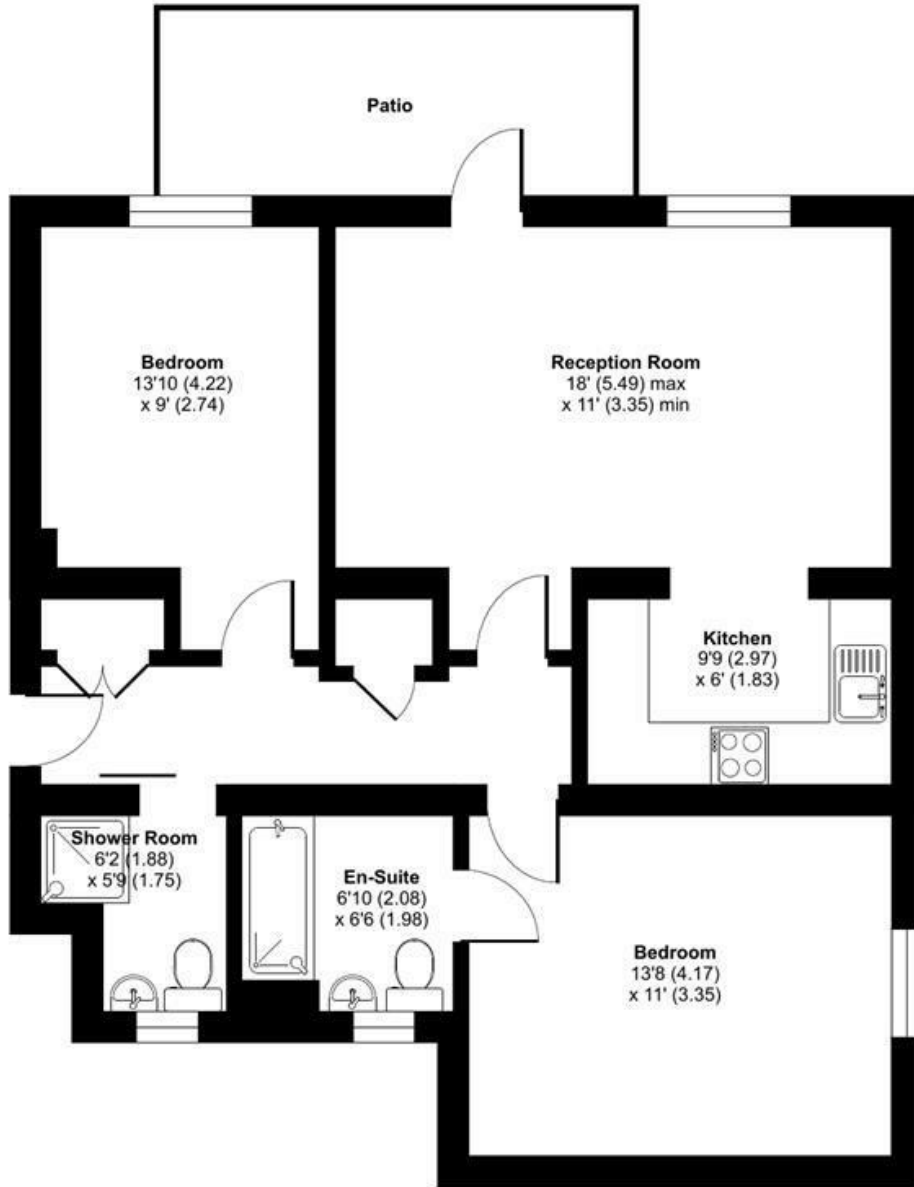 Patio
Bedroom
13'10 (4.22)
x 9' (2.74)
Reception Room
18' (5.49) max
x 11' (3.35) min
Kitchen
9'9 (2.97)
x 6' (1.83)
Shower Room
6'2 (1.88)
x 5'9 (1.75)
En-Suite
6'10 (2.08)
x 6'6 (1.98)
Bedroom
13'8 (4.17)
x 11' (3.35)